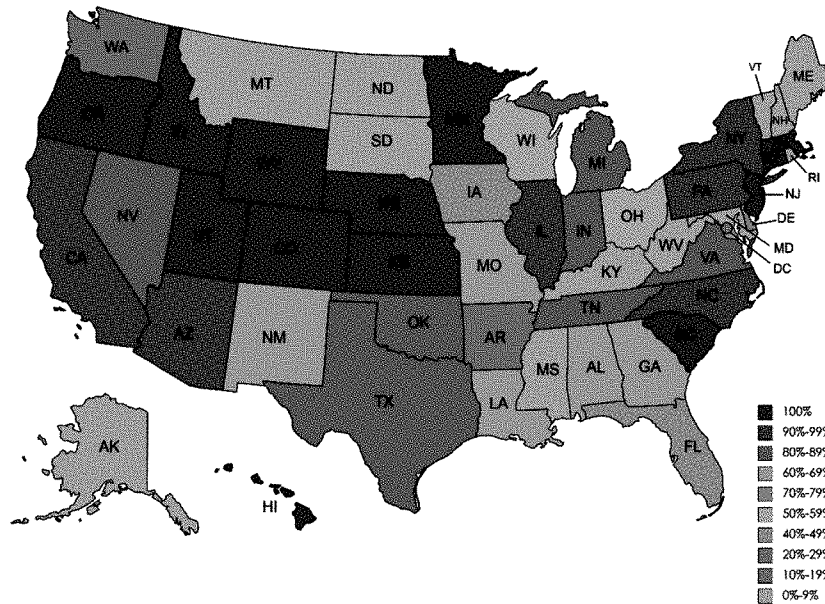 WA
MT
ND
MN
VT
ME
OR
ID
SD
WI
NH
NY
WY
MI
RI
IA
PA
NJ
NV
NE
OH
DE
IL
IN
UT
CO
WV
MD
CA
KS
MO
KY
VA
DC
NC
TN
AZ
NM
OK
AR
SC
MS
AL
GA
TX
LA
FL
AK
HI
100%
90%-99%
80%-89%
60%-69%
70%-79%
50%-59%
40%-49%
20%-29%
10%-19%
0%-9%